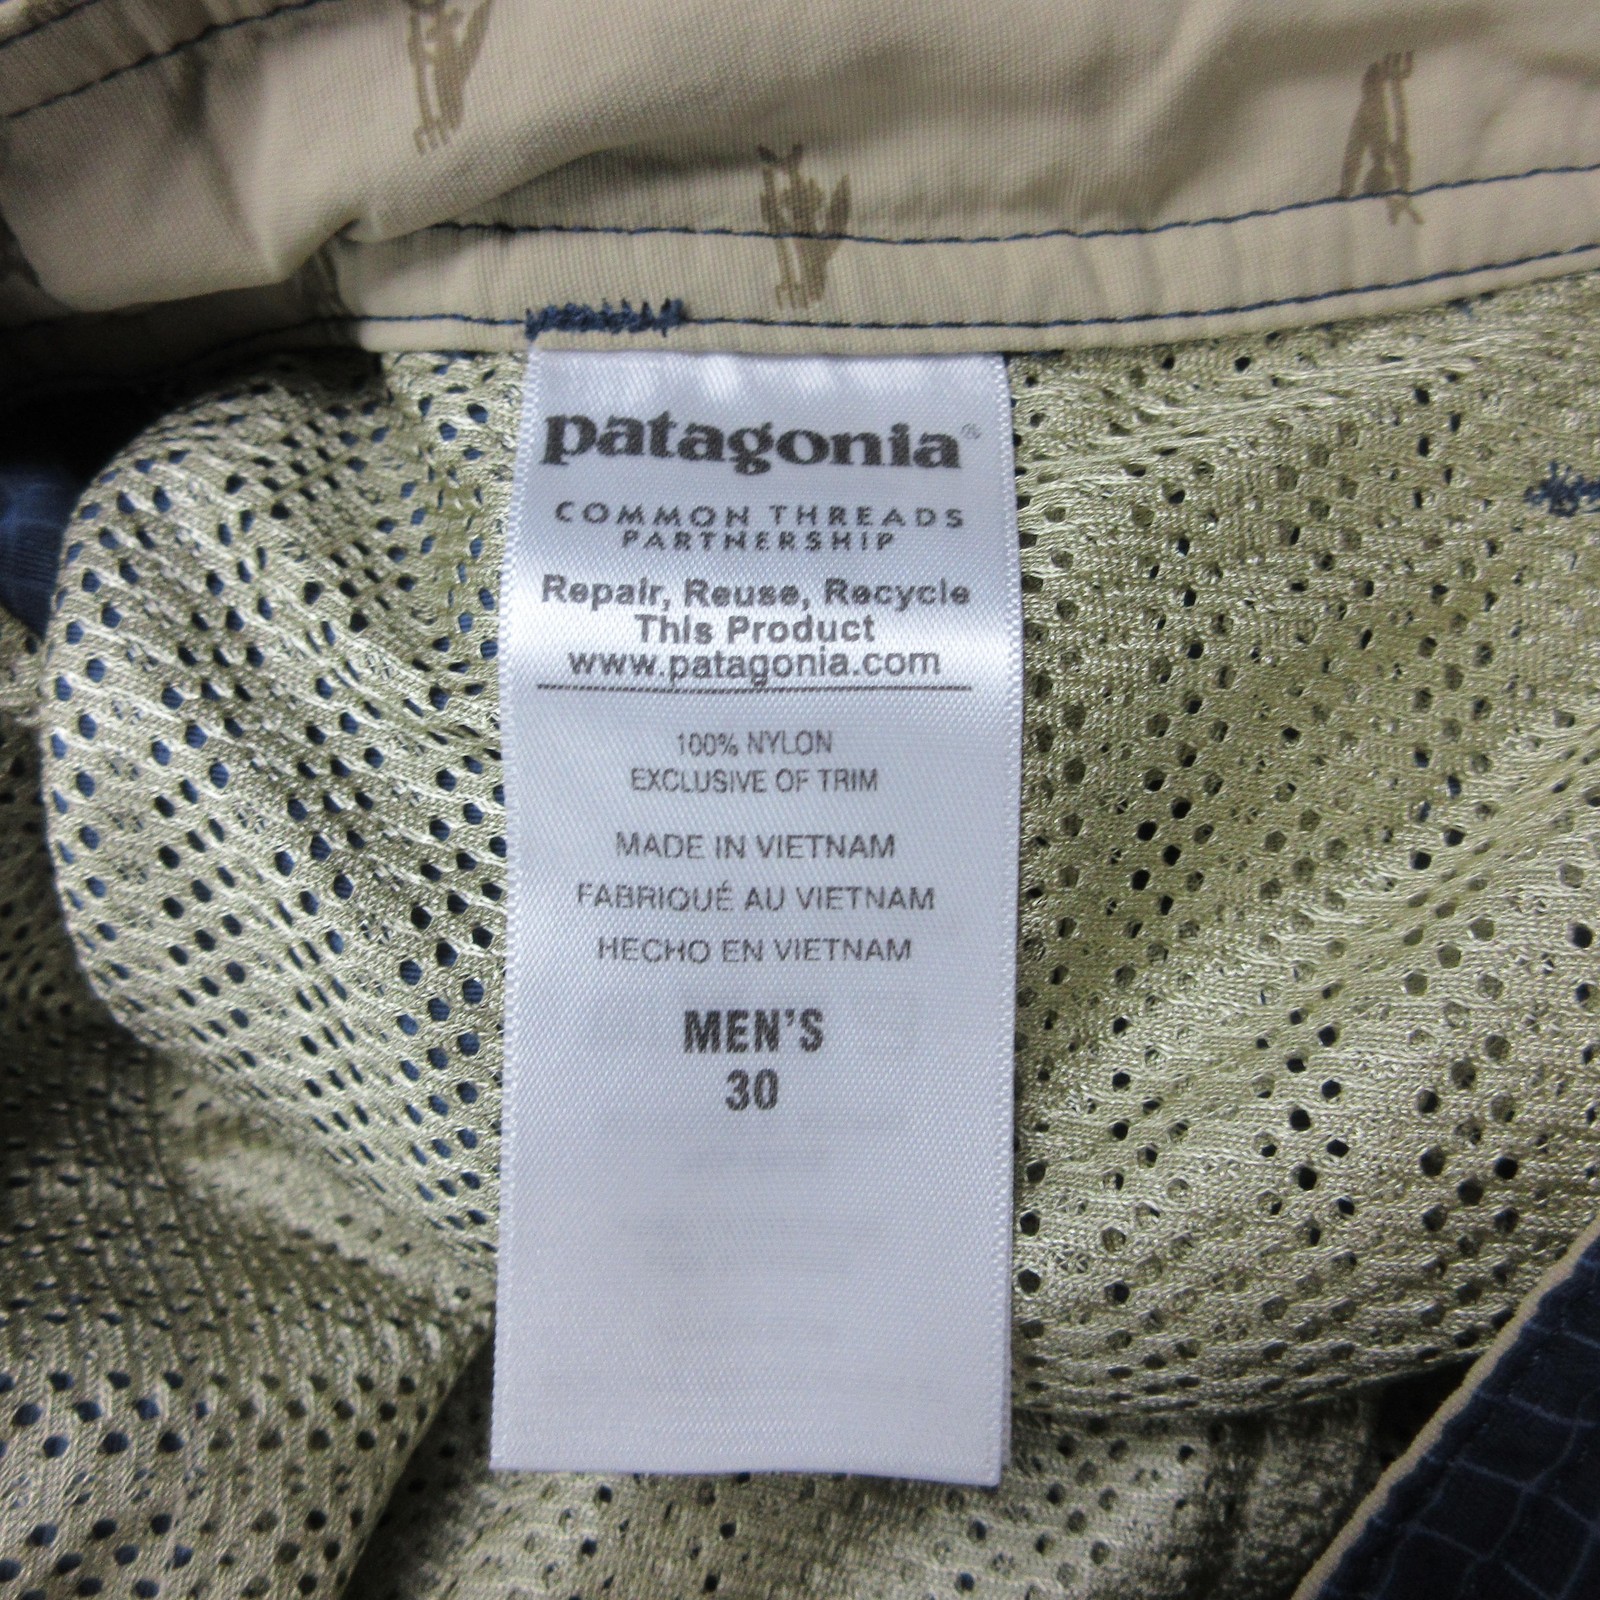 patagonia®
COMMON THREADS
PARTNERSHIP
Repair, Reuse, Recycle
This Product
www.patagonia.com
100% NYLON
EXCLUSIVE OF TRIM
MADE IN VIETNAM
FABRIQUÉ AU VIETNAM
HECHO EN VIETNAM
MEN'S
30